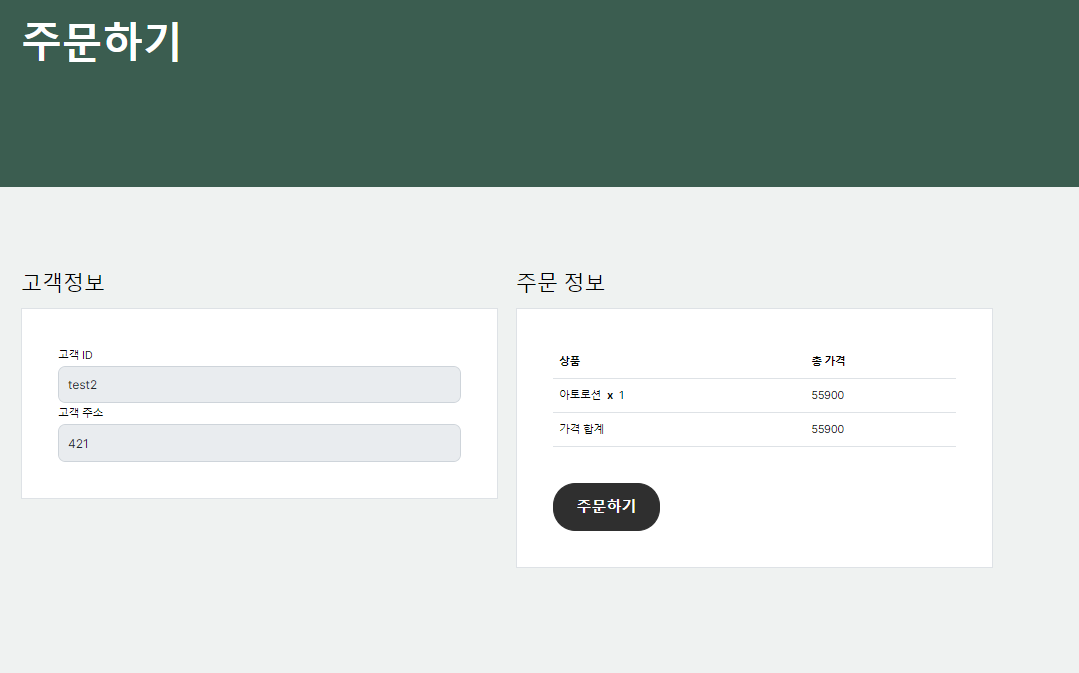 주문하기
고객정보
고객 ID
test2
고객 주소
421
주문 정보
상품 총 가격
아토로션 x 1 55900
가격 합계 55900
주문하기